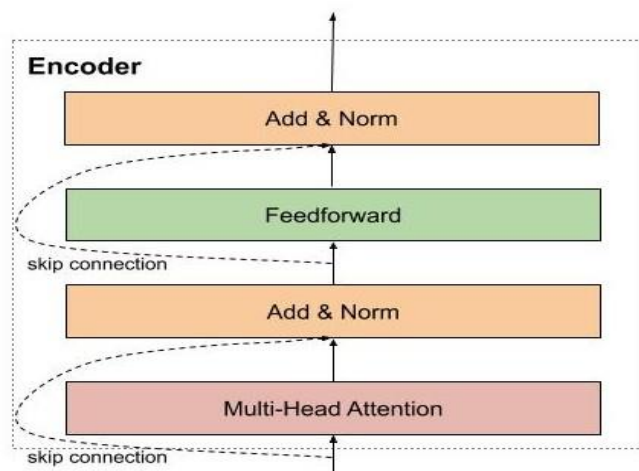 Encoder
Add & Norm
Feedforward
skip connection
Add & Norm
Multi-Head Attention
skip connection